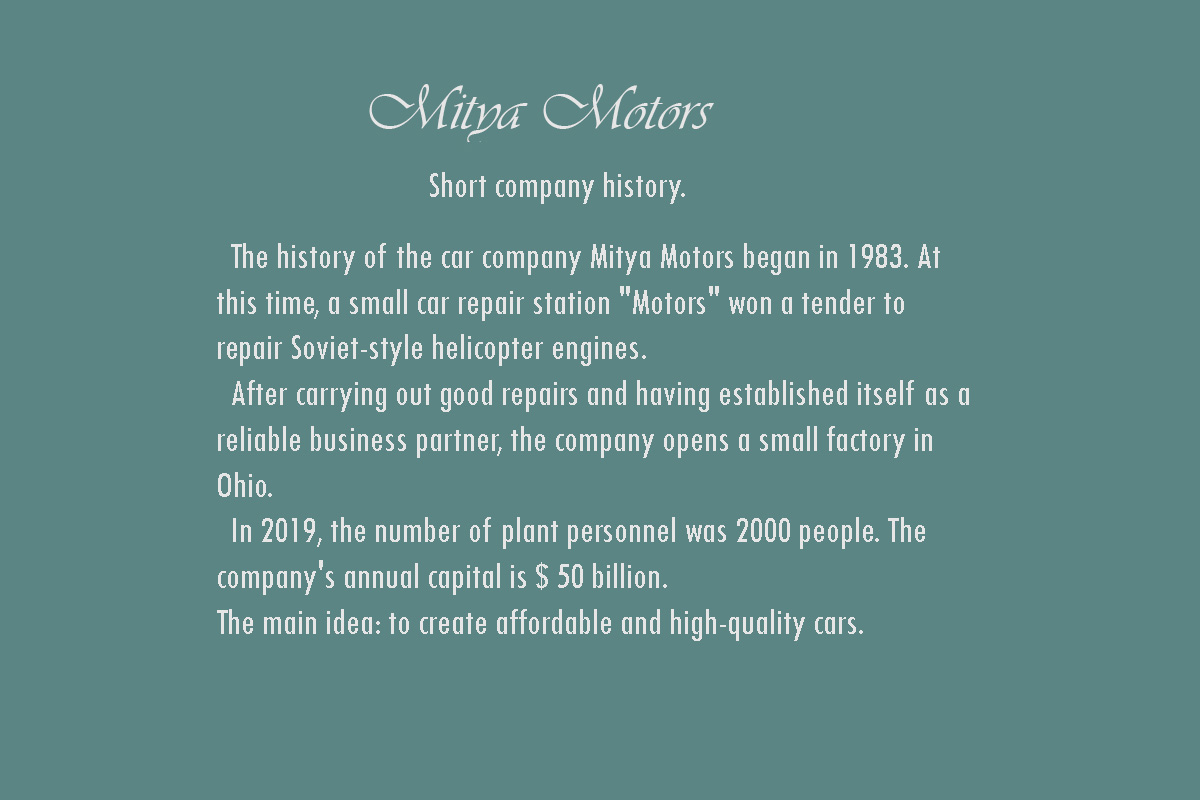 Mitya Motors
Short company history.
The history of the car company Mitya Motors began in 1983. At
this time, a small car repair station "Motors" won a tender to
repair Soviet-style helicopter engines.
After carrying out good repairs and having established itself as a
reliable business partner, the company opens a small factory in
Ohio.
In 2019, the number of plant personnel was 2000 people. The
company's annual capital is $ 50 billion.
The main idea: to create affordable and high-quality cars.